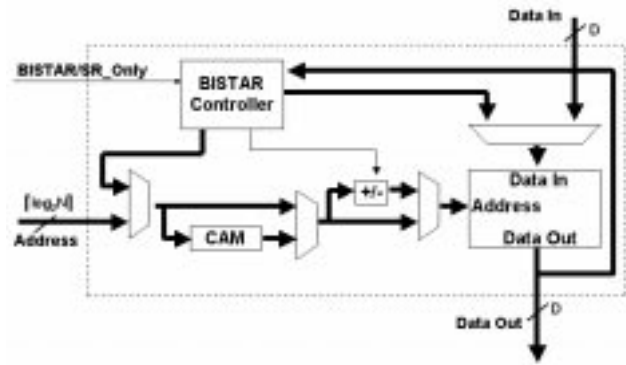 Data In
D
BISTAR/SR_Only
BISTAR
Controller
Data In
⌈log₂N⌉
Address
+/-
Address
CAM
Data Out
Data Out
D